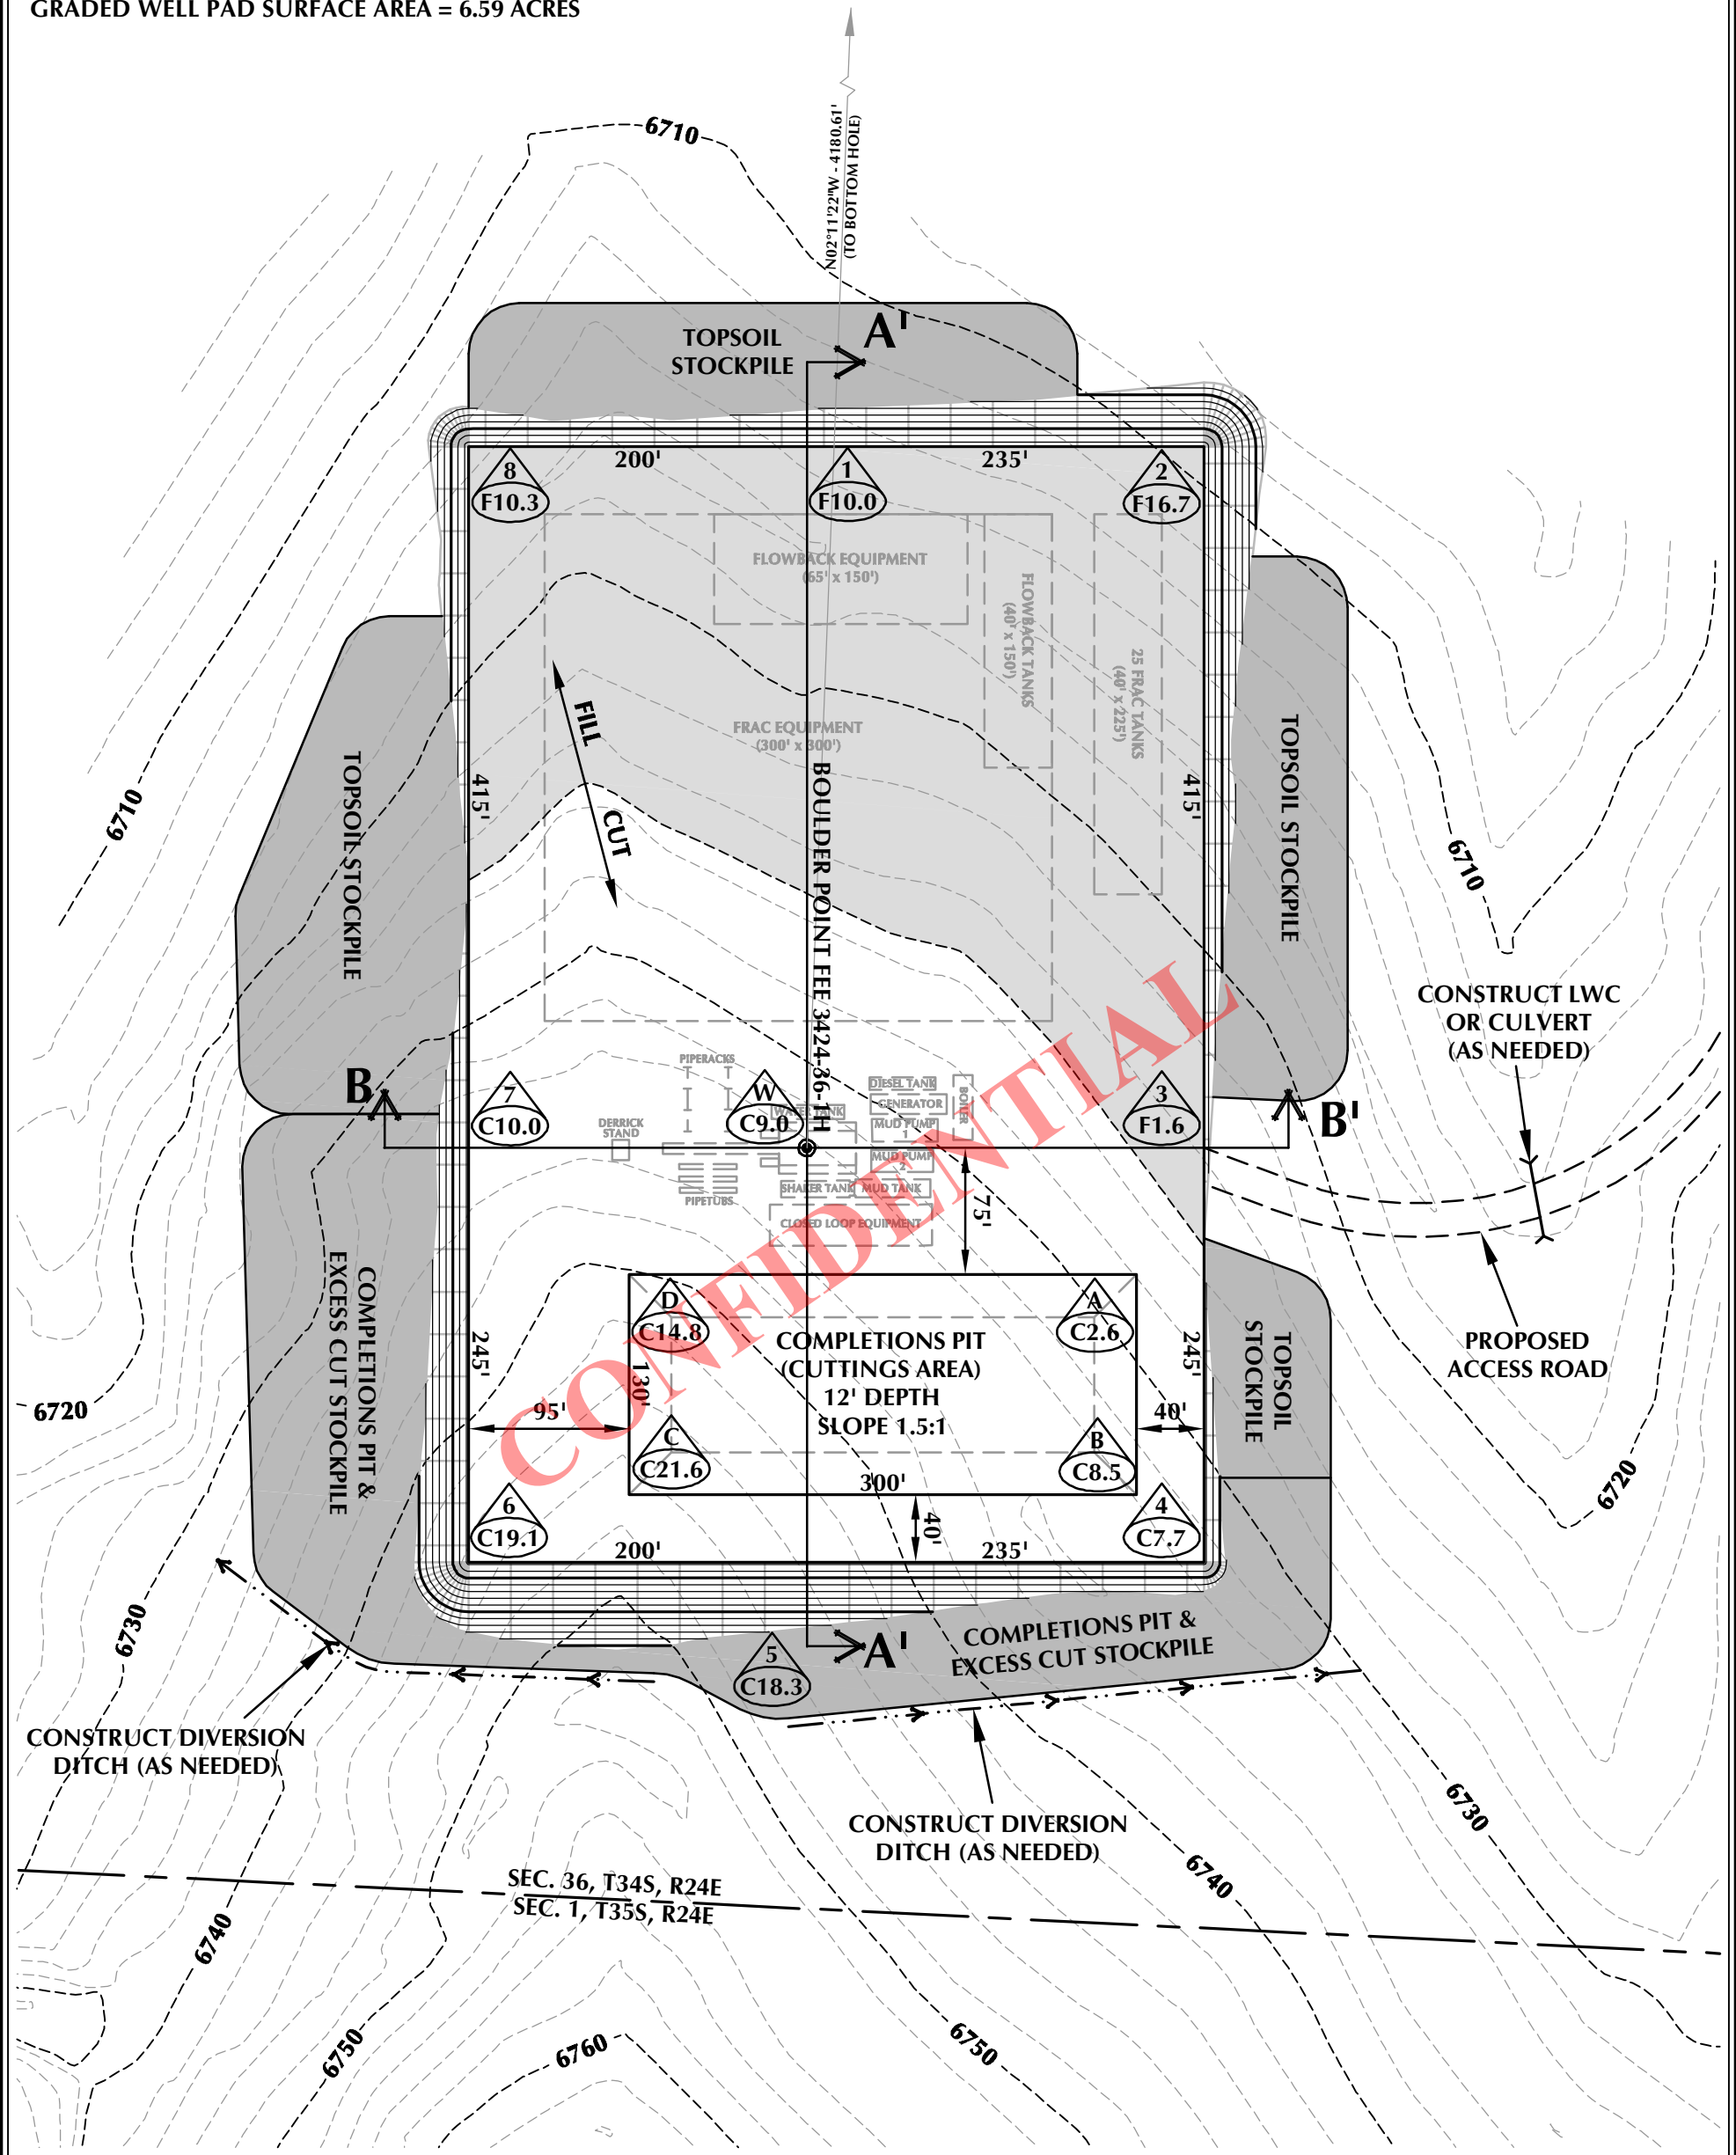 GRADED WELL PAD SURFACE AREA = 6.59 ACRES
6710
N02°11'22"W - 4180.61'
(TO BOTTOM HOLE)
TOPSOIL
STOCKPILE
A'
200'
235'
8
F10.3
1
F10.0
2
F16.7
FLOWBACK EQUIPMENT
(65' x 150')
FLOWBACK TANKS
(40' x 150')
25 FRAC TANKS
(40' x 225')
FRAC EQUIPMENT
(300' x 300')
FILL
CUT
415'
415'
6710
TOPSOIL STOCKPILE
TOPSOIL STOCKPILE
6710
BOULDER POINT FEE 3424-36-1H
CONSTRUCT LWC
OR CULVERT
(AS NEEDED)
PIPERACKS
B
7
C10.0
W
C9.0
DERRICK
STAND
WATER TANK
DIESEL TANK
GENERATOR
BOILER
MUD PUMP
1
MUD PUMP
2
3
F1.6
B'
PIPETUBS
SHAKER TANK
MUD TANK
CLOSED LOOP EQUIPMENT
75'
CONFIDENTIAL
D
C14.8
A
C2.6
COMPLETIONS PIT
(CUTTINGS AREA)
12' DEPTH
SLOPE 1.5:1
130'
245'
245'
95'
40'
C
C21.6
B
C8.5
300'
40'
COMPLETIONS PIT &
EXCESS CUT STOCKPILE
TOPSOIL
STOCKPILE
PROPOSED
ACCESS ROAD
6720
6720
6
C19.1
4
C7.7
200'
235'
6730
5
C18.3
A'
COMPLETIONS PIT &
EXCESS CUT STOCKPILE
CONSTRUCT DIVERSION
DITCH (AS NEEDED)
CONSTRUCT DIVERSION
DITCH (AS NEEDED)
6730
6740
SEC. 36, T34S, R24E
SEC. 1, T35S, R24E
6740
6750
6760
6750